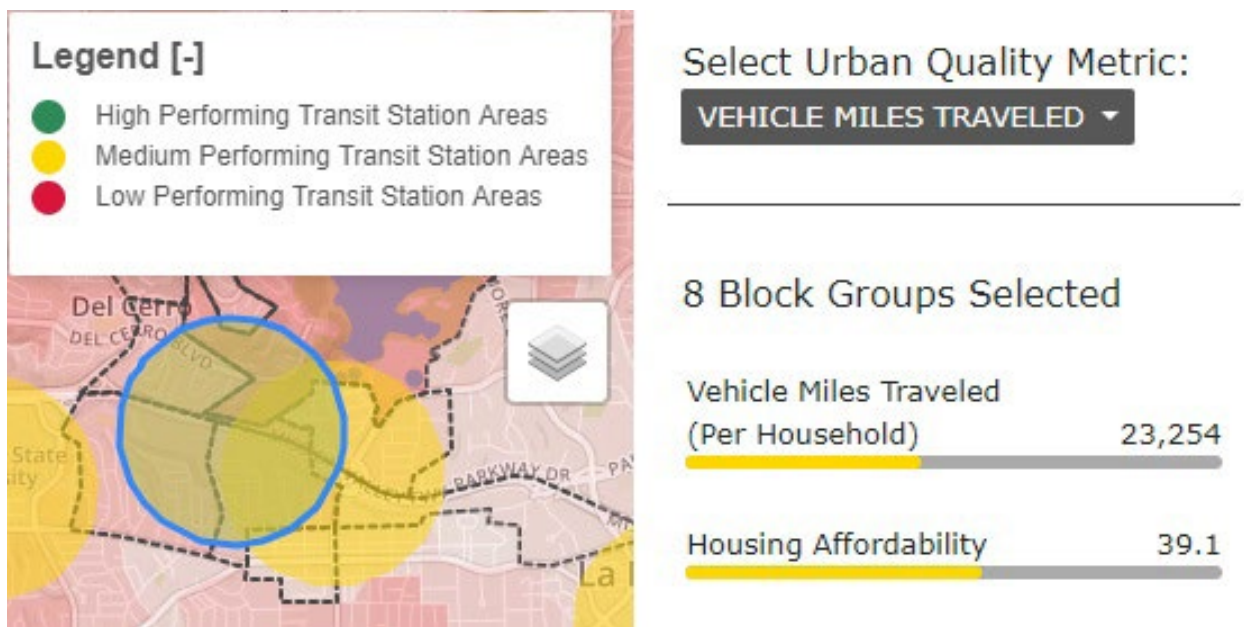 Legend [-]
High Performing Transit Station Areas
Medium Performing Transit Station Areas
Low Performing Transit Station Areas
Del Cerro
DEL CERRO BLVD
State
PARKWAY DR
La
Select Urban Quality Metric:
VEHICLE MILES TRAVELED
8 Block Groups Selected
Vehicle Miles Traveled
(Per Household) 23,254
Housing Affordability 39.1